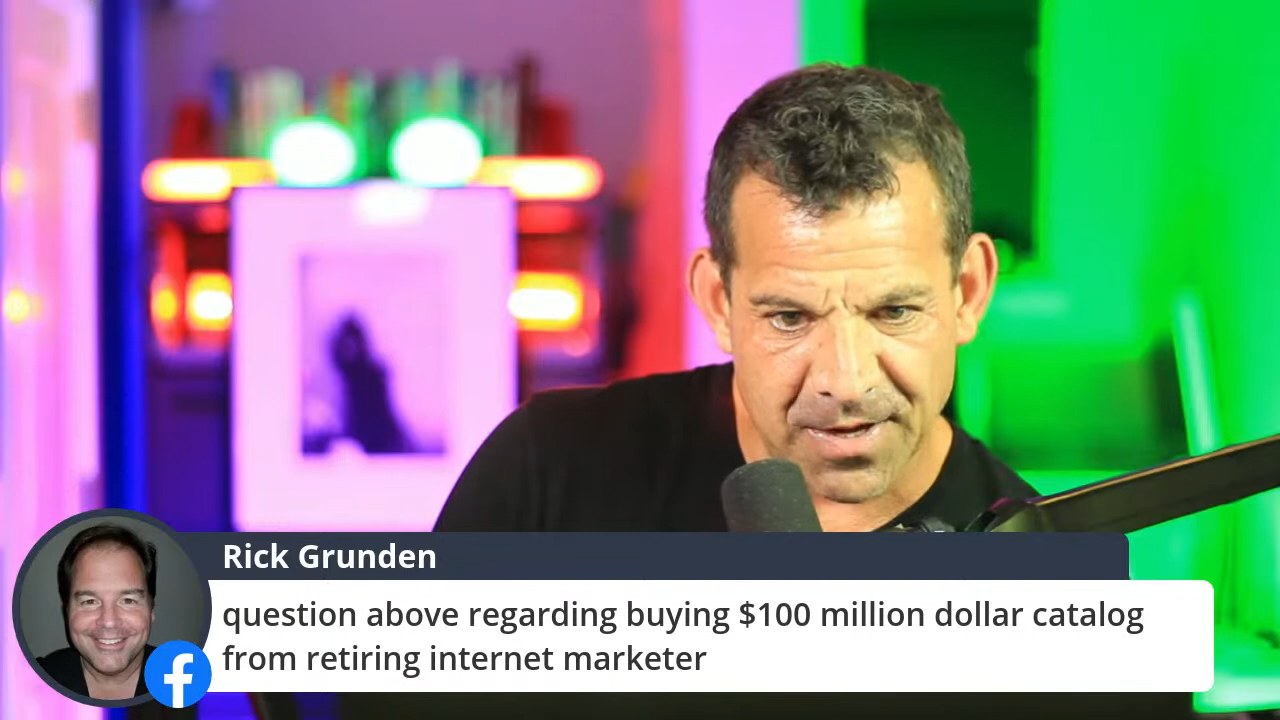 Rick Grunden
question above regarding buying $100 million dollar catalog
from retiring internet marketer